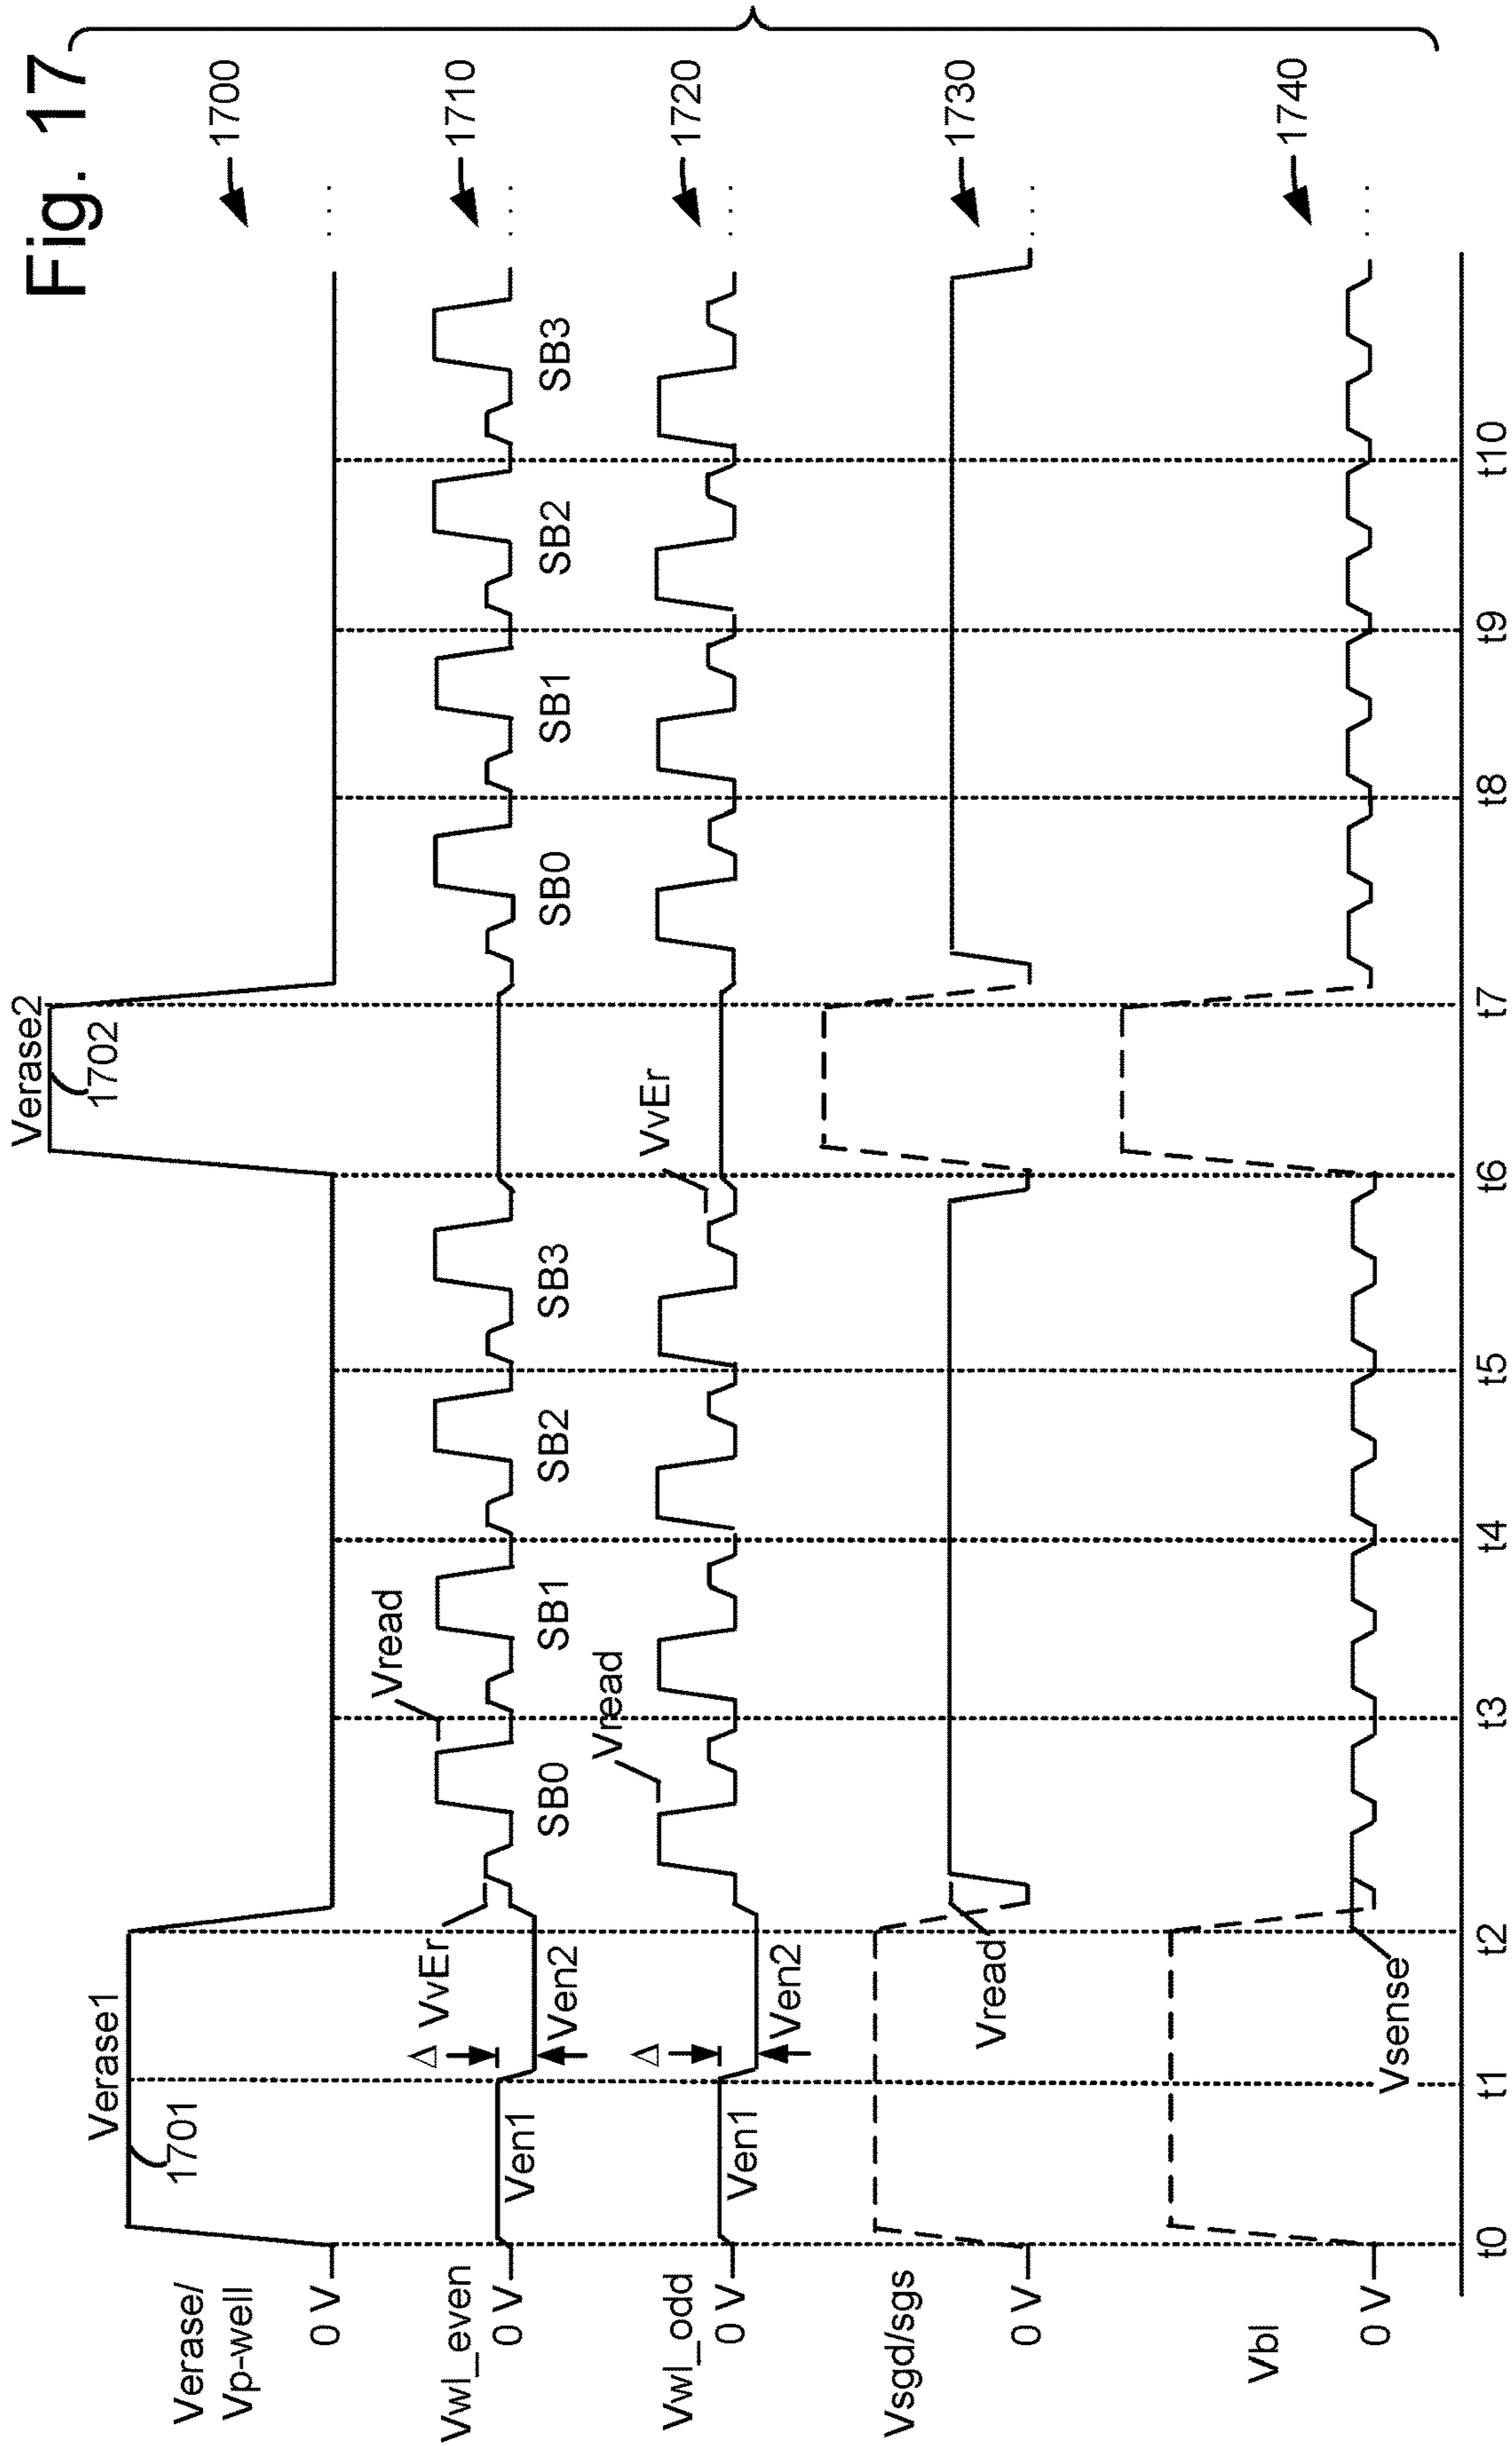 Fig. 17
Verase/
Vp-well
0 V
Verase1
1701
Verase2
1702
1700
Vwl_even
0 V
Ven1
Δ
Ven2
VvEr
Vread
SB0
SB1
SB2
SB3
SB0
SB1
SB2
SB3
1710
Vwl_odd
0 V
Ven1
Δ
Ven2
Vread
VvEr
1720
Vsgd/sgs
0 V
Vread
1730
Vbl
0 V
Vsense
1740
t0
t1
t2
t3
t4
t5
t6
t7
t8
t9
t10